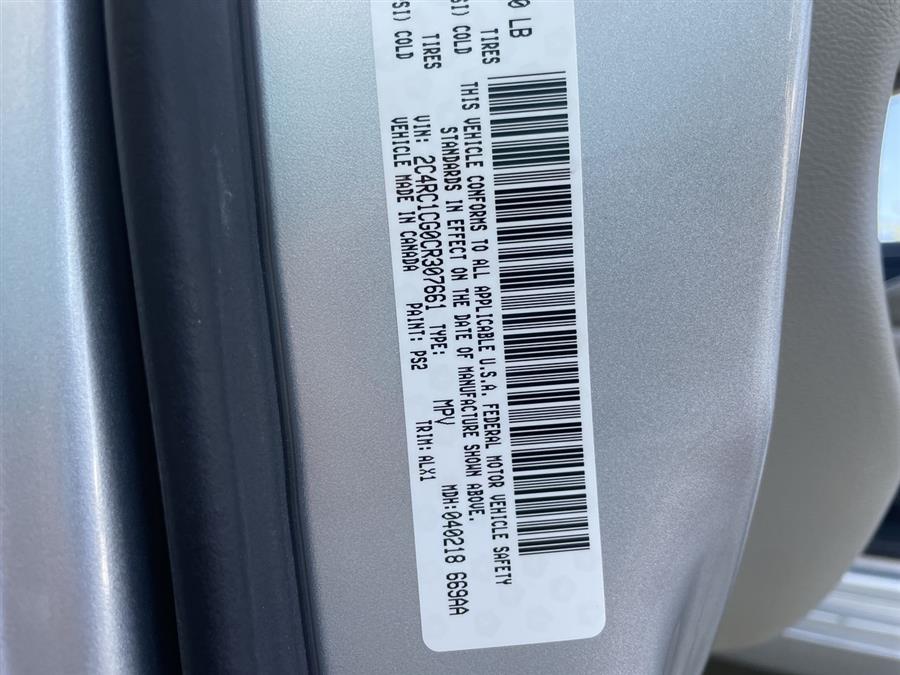 0 LB
TIRES
SI) COLD
TIRES
SI) COLD
THIS VEHICLE CONFORMS TO ALL APPLICABLE U.S.A. FEDERAL MOTOR VEHICLE SAFETY
STANDARDS IN EFFECT ON THE DATE OF MANUFACTURE SHOWN ABOVE.
VIN: 2C4RC1CG0CR307661 TYPE: MPV MDH:040218 669AA
VEHICLE MADE IN CANADA PAINT: PS2 TRIM: ALX1